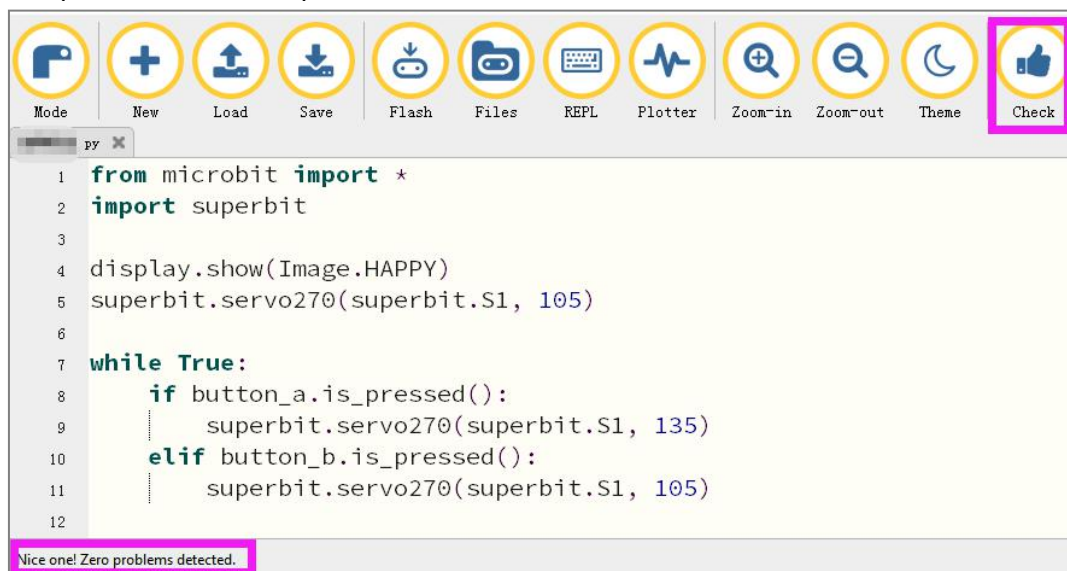 Mode New Load Save Flash Files REPL Plotter Zoom-in Zoom-out Theme Check
py
1 from microbit import *
2 import superbit
3
4 display.show(Image.HAPPY)
5 superbit.servo270(superbit.S1, 105)
6
7 while True:
8 if button_a.is_pressed():
9 superbit.servo270(superbit.S1, 135)
10 elif button_b.is_pressed():
11 superbit.servo270(superbit.S1, 105)
12
Nice one! Zero problems detected.